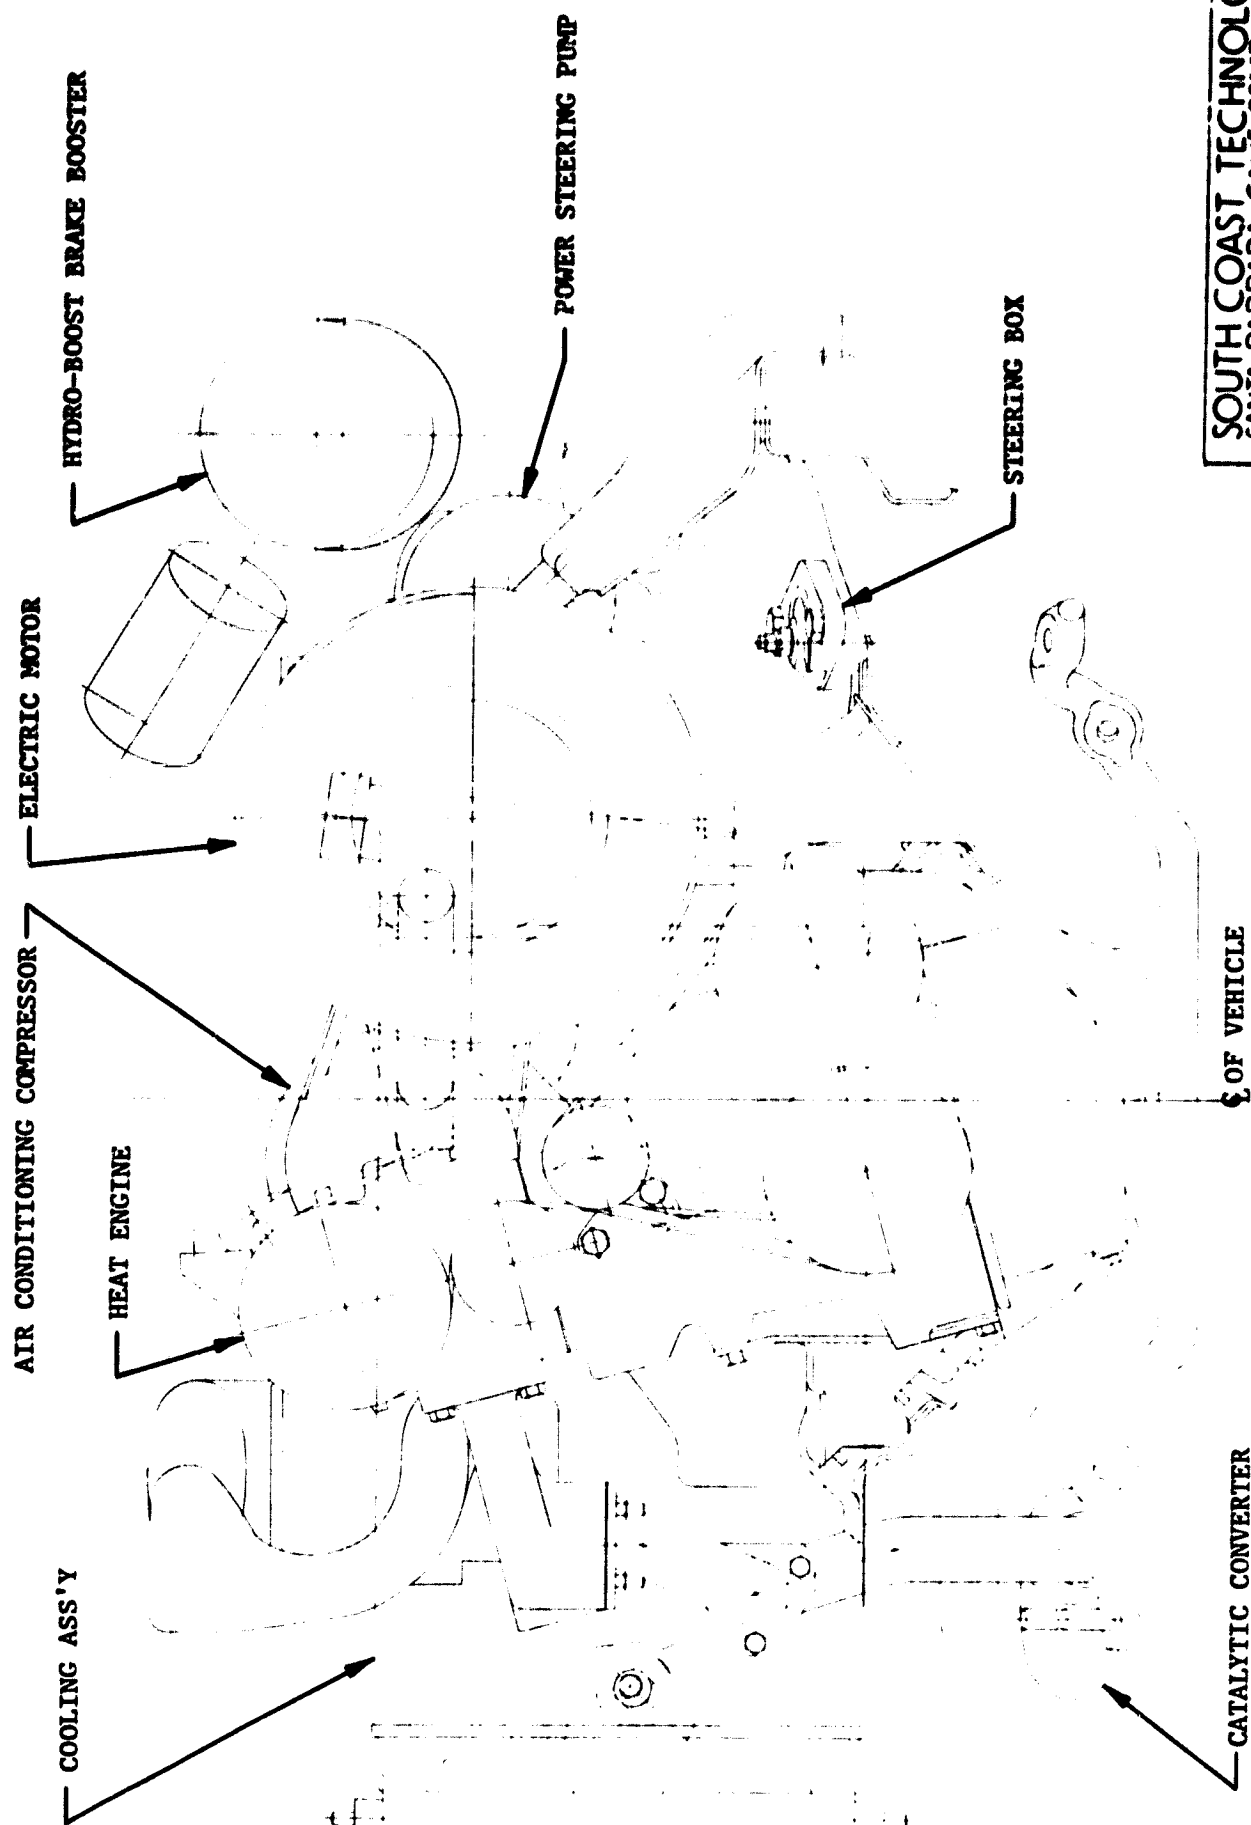 HYDRO-BOOST BRAKE BOOSTER
ELECTRIC MOTOR
AIR CONDITIONING COMPRESSOR
HEAT ENGINE
COOLING ASS'Y
POWER STEERING PUMP
STEERING BOX
℄ OF VEHICLE
CATALYTIC CONVERTER
SOUTH COAST